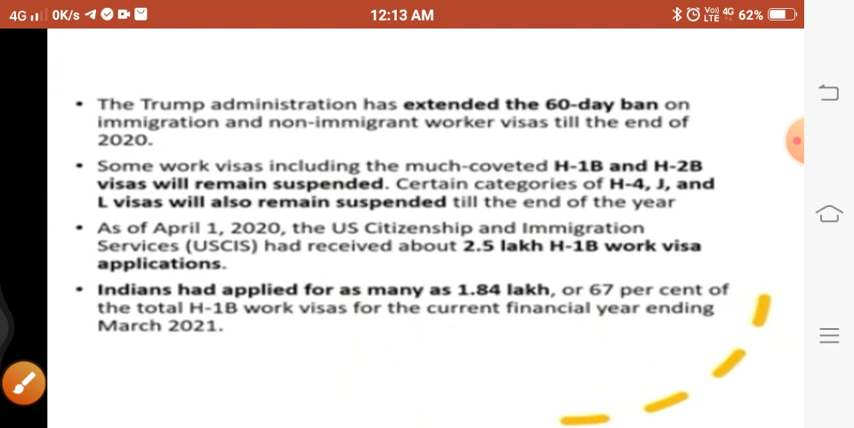 4G 0K/s 12:13 AM VoD LTE 4G 62%
• The Trump administration has extended the 60-day ban on
immigration and non-immigrant worker visas till the end of
2020.
• Some work visas including the much-coveted H-1B and H-2B
visas will remain suspended. Certain categories of H-4, J, and
L visas will also remain suspended till the end of the year
• As of April 1, 2020, the US Citizenship and Immigration
Services (USCIS) had received about 2.5 lakh H-1B work visa
applications.
• Indians had applied for as many as 1.84 lakh, or 67 per cent of
the total H-1B work visas for the current financial year ending
March 2021.